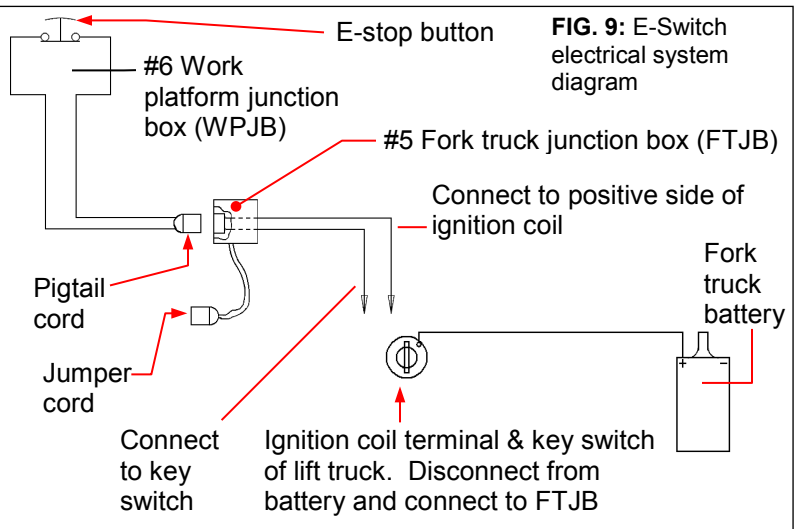 E-stop button
FIG. 9: E-Switch
electrical system
diagram
#6 Work
platform junction
box (WPJB)
#5 Fork truck junction box (FTJB)
Connect to positive side of
ignition coil
Fork
truck
battery
Pigtail
cord
Jumper
cord
+ -
Connect
to key
switch
Ignition coil terminal & key switch
of lift truck. Disconnect from
battery and connect to FTJB